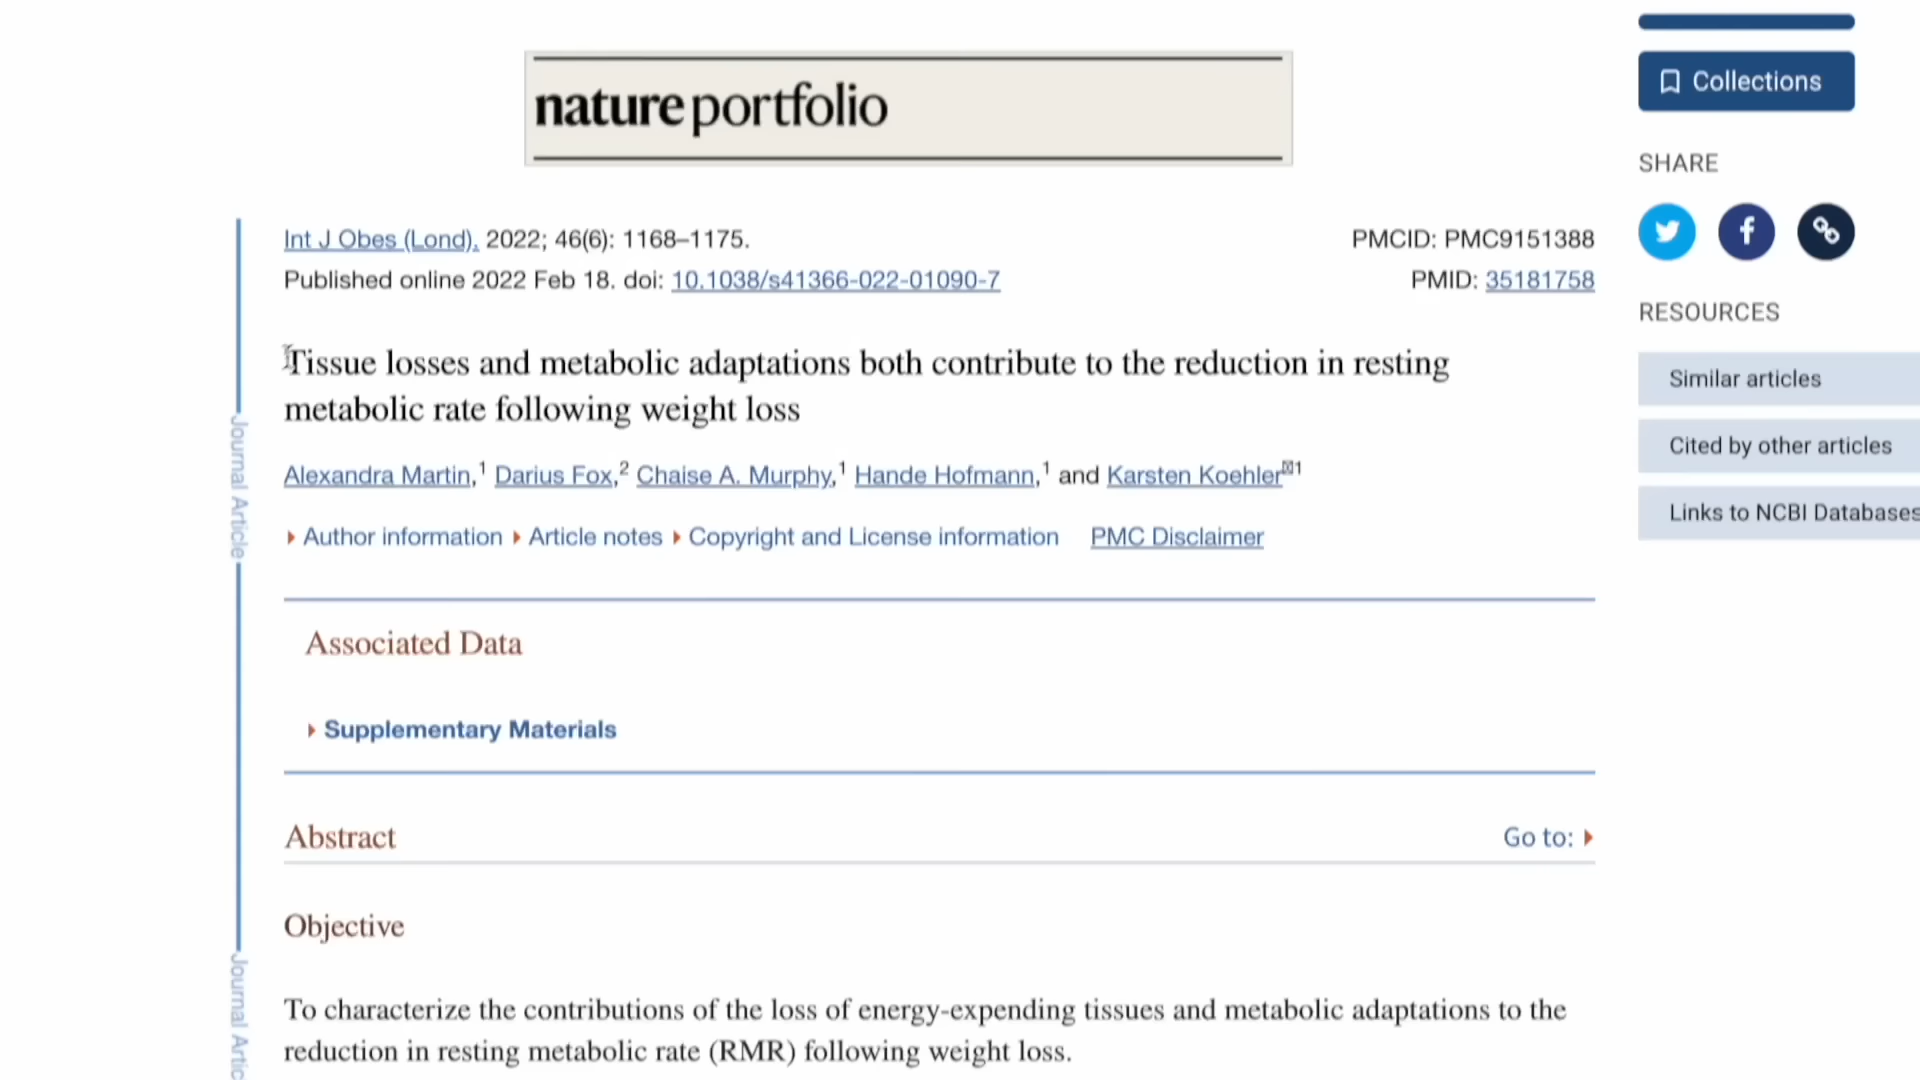 nature portfolio
Collections
SHARE
Int J Obes (Lond). 2022; 46(6): 1168–1175.
PMCID: PMC9151388
Published online 2022 Feb 18. doi: 10.1038/s41366-022-01090-7
PMID: 35181758
RESOURCES
Tissue losses and metabolic adaptations both contribute to the reduction in resting
metabolic rate following weight loss
Similar articles
Cited by other articles
Links to NCBI Databases
Alexandra Martin,1 Darius Fox,2 Chaise A. Murphy,1 Hande Hofmann,1 and Karsten Koehler✉1
Author information Article notes Copyright and License information PMC Disclaimer
Journal Article
Associated Data
Supplementary Materials
Abstract
Go to:
Objective
Journal Artic
To characterize the contributions of the loss of energy-expending tissues and metabolic adaptations to the
reduction in resting metabolic rate (RMR) following weight loss.